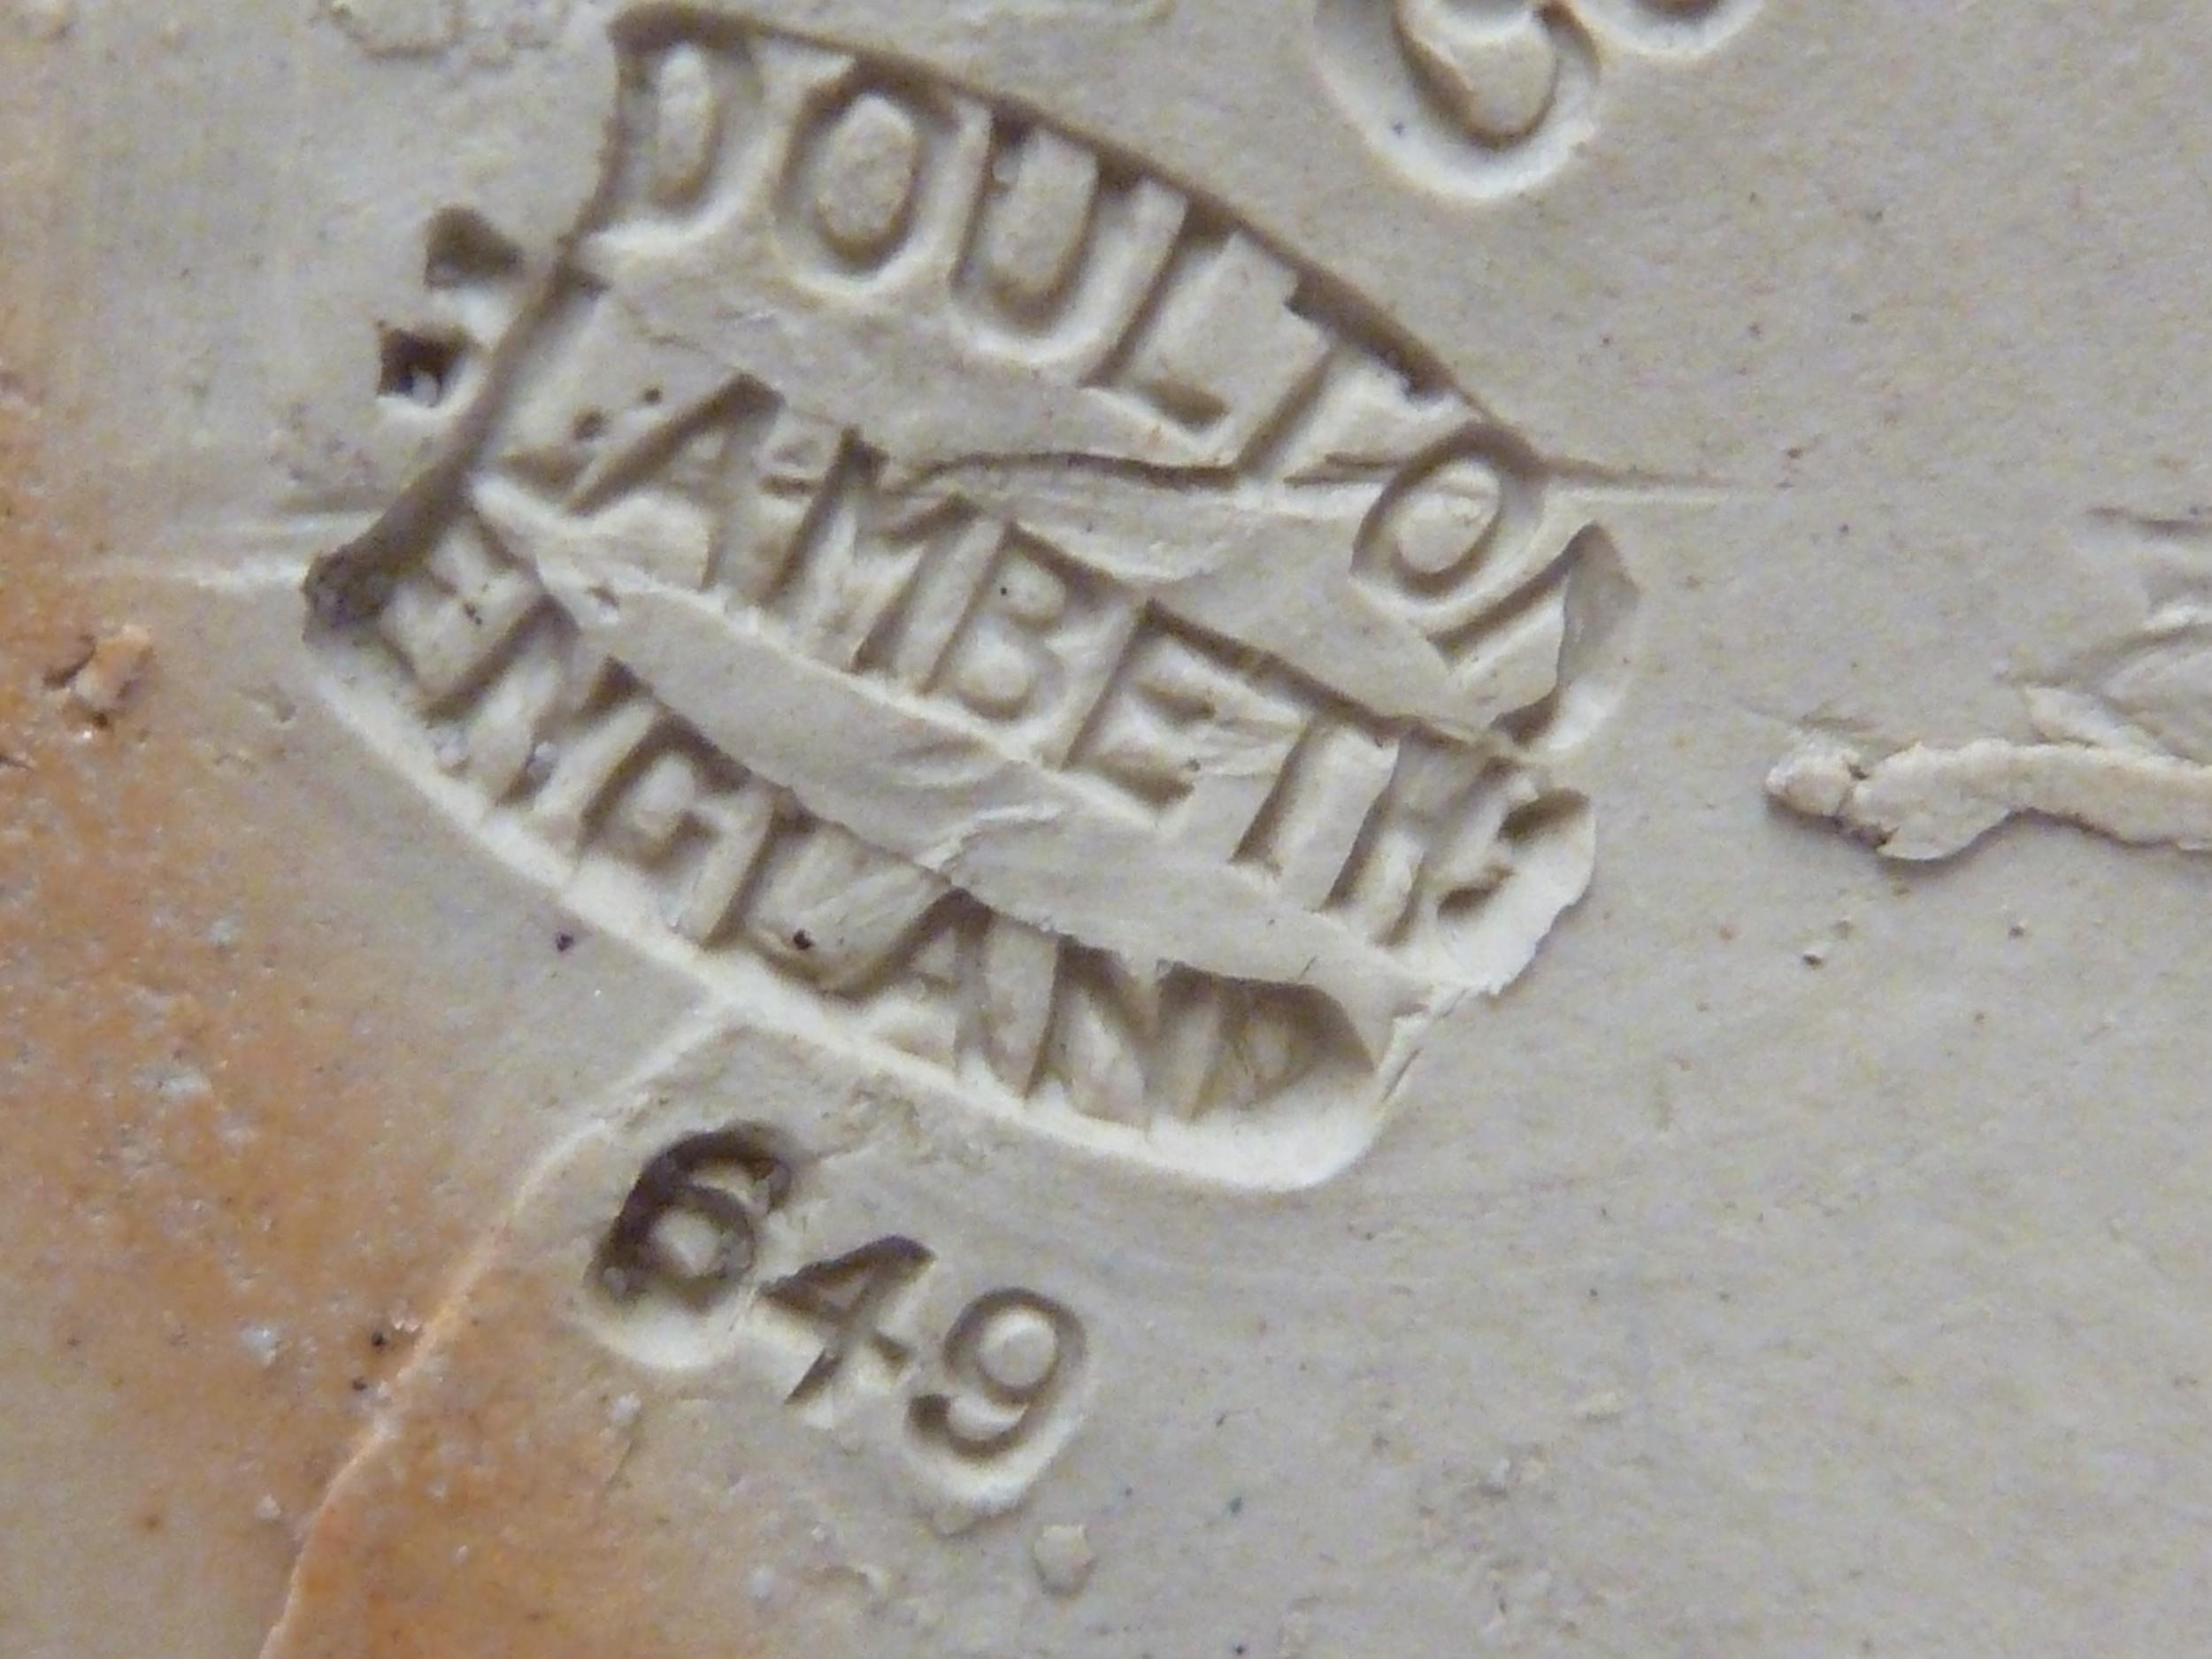 DOULTON
LAMBETH
ENGLAND
649